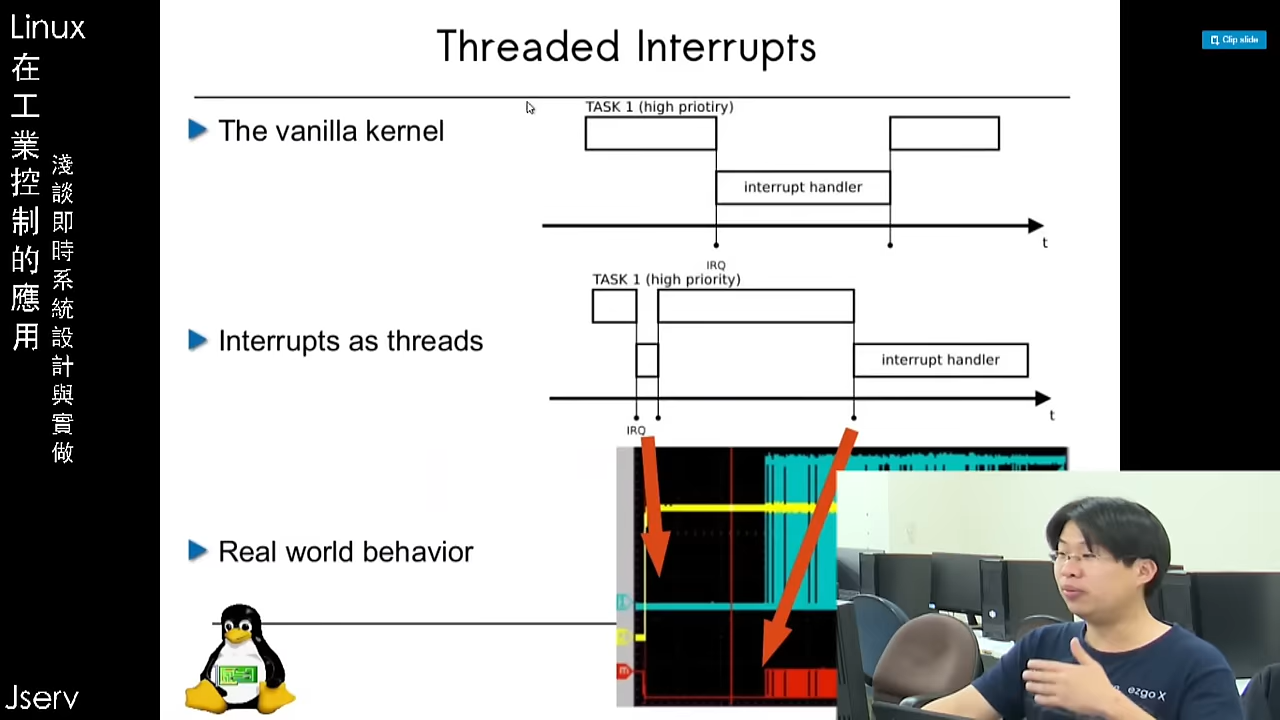 Linux
在工業控制的應用
淺談即時系統設計與實做
Jserv
Threaded Interrupts
Clip slide
The vanilla kernel
TASK 1 (high priotiry)
interrupt handler
t
IRQ
Interrupts as threads
TASK 1 (high priority)
interrupt handler
t
IRQ
Real world behavior
ezgo X